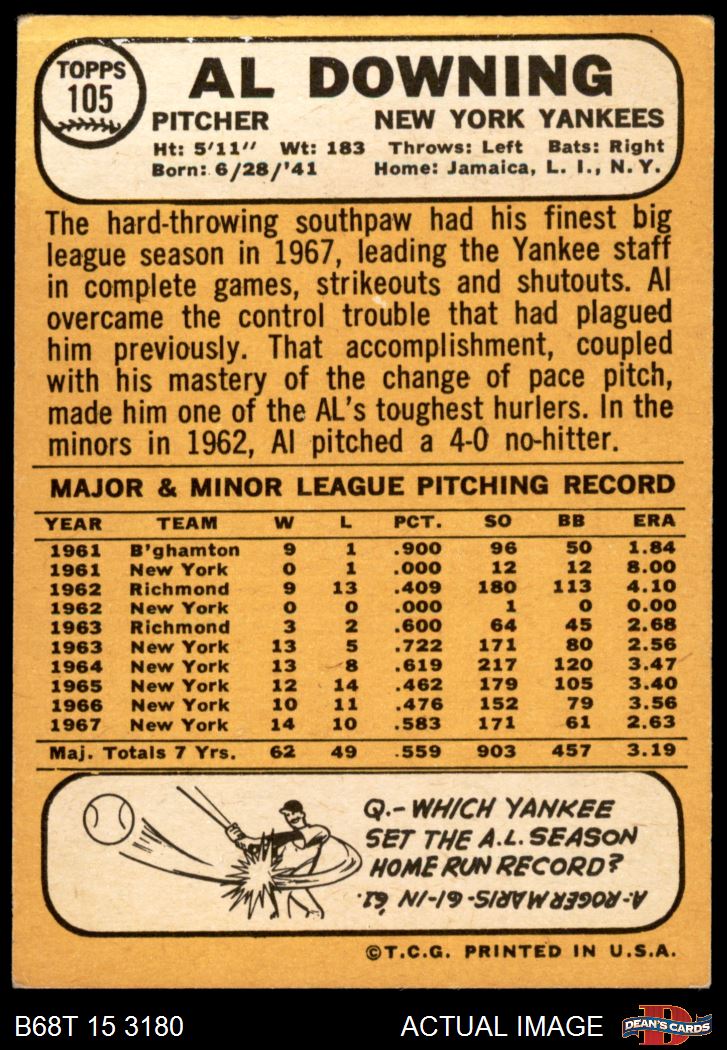 TOPPS
105
AL DOWNING
PITCHER NEW YORK YANKEES
Ht: 5'11" Wt: 183 Throws: Left Bats: Right
Born: 6/28/'41 Home: Jamaica, L. I., N. Y.
The hard-throwing southpaw had his finest big
league season in 1967, leading the Yankee staff
in complete games, strikeouts and shutouts. Al
overcame the control trouble that had plagued
him previously. That accomplishment, coupled
with his mastery of the change of pace pitch,
made him one of the AL's toughest hurlers. In the
minors in 1962, Al pitched a 4-0 no-hitter.
MAJOR & MINOR LEAGUE PITCHING RECORD
YEAR TEAM W L PCT. SO BB ERA
1961 B'ghamton 9 1 .900 96 50 1.84
1961 New York 0 1 .000 12 12 8.00
1962 Richmond 9 13 .409 180 113 4.10
1962 New York 0 0 .000 1 0 0.00
1963 Richmond 3 2 .600 64 45 2.68
1963 New York 13 5 .722 171 80 2.56
1964 New York 13 8 .619 217 120 3.47
1965 New York 12 14 .462 179 105 3.40
1966 New York 10 11 .476 152 79 3.56
1967 New York 14 10 .583 171 61 2.63
Maj. Totals 7 Yrs. 62 49 .559 903 457 3.19
Q.- WHICH YANKEE
SET THE A.L. SEASON
HOME RUN RECORD?
A- ROGER MARIS-61-IN '61.
©T.C.G. PRINTED IN U.S.A.
B68T 15 3180 ACTUAL IMAGE
D
DEAN'S CARDS